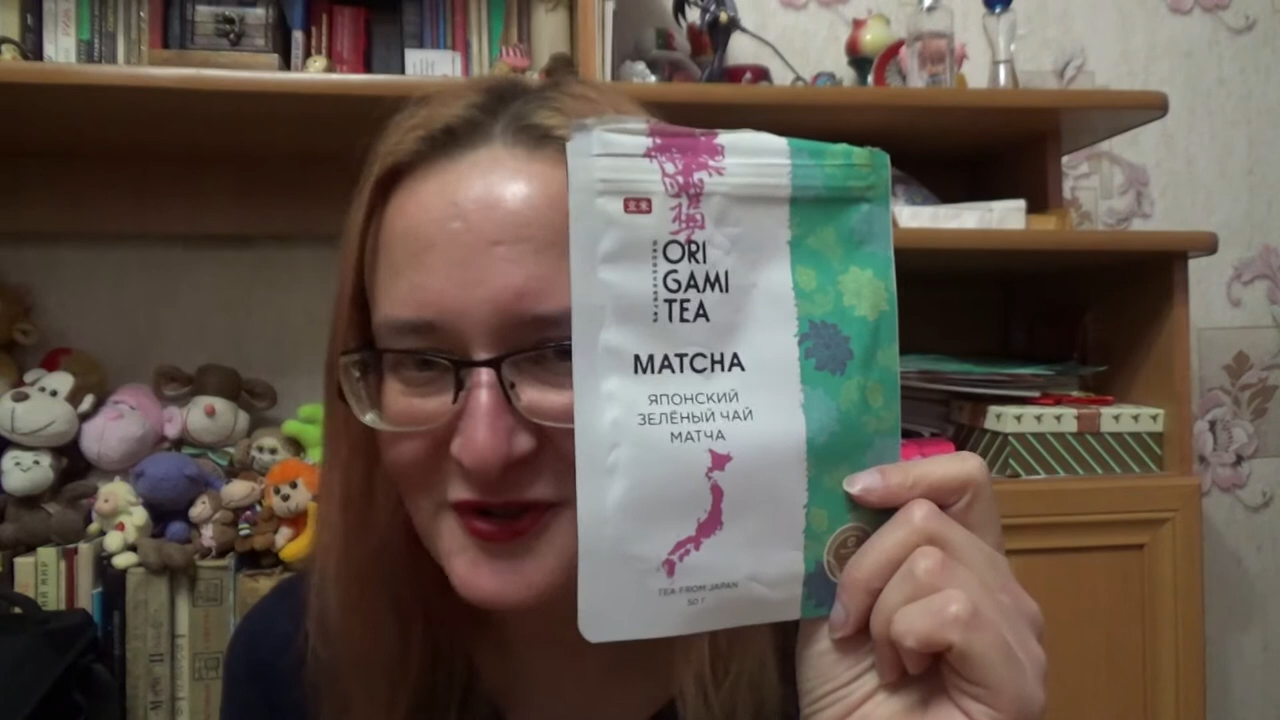 ORI
GAMI
TEA
MATCHA
ЯПОНСКИЙ
ЗЕЛЁНЫЙ ЧАЙ
МАТЧА
TEA FROM JAPAN
50 Г